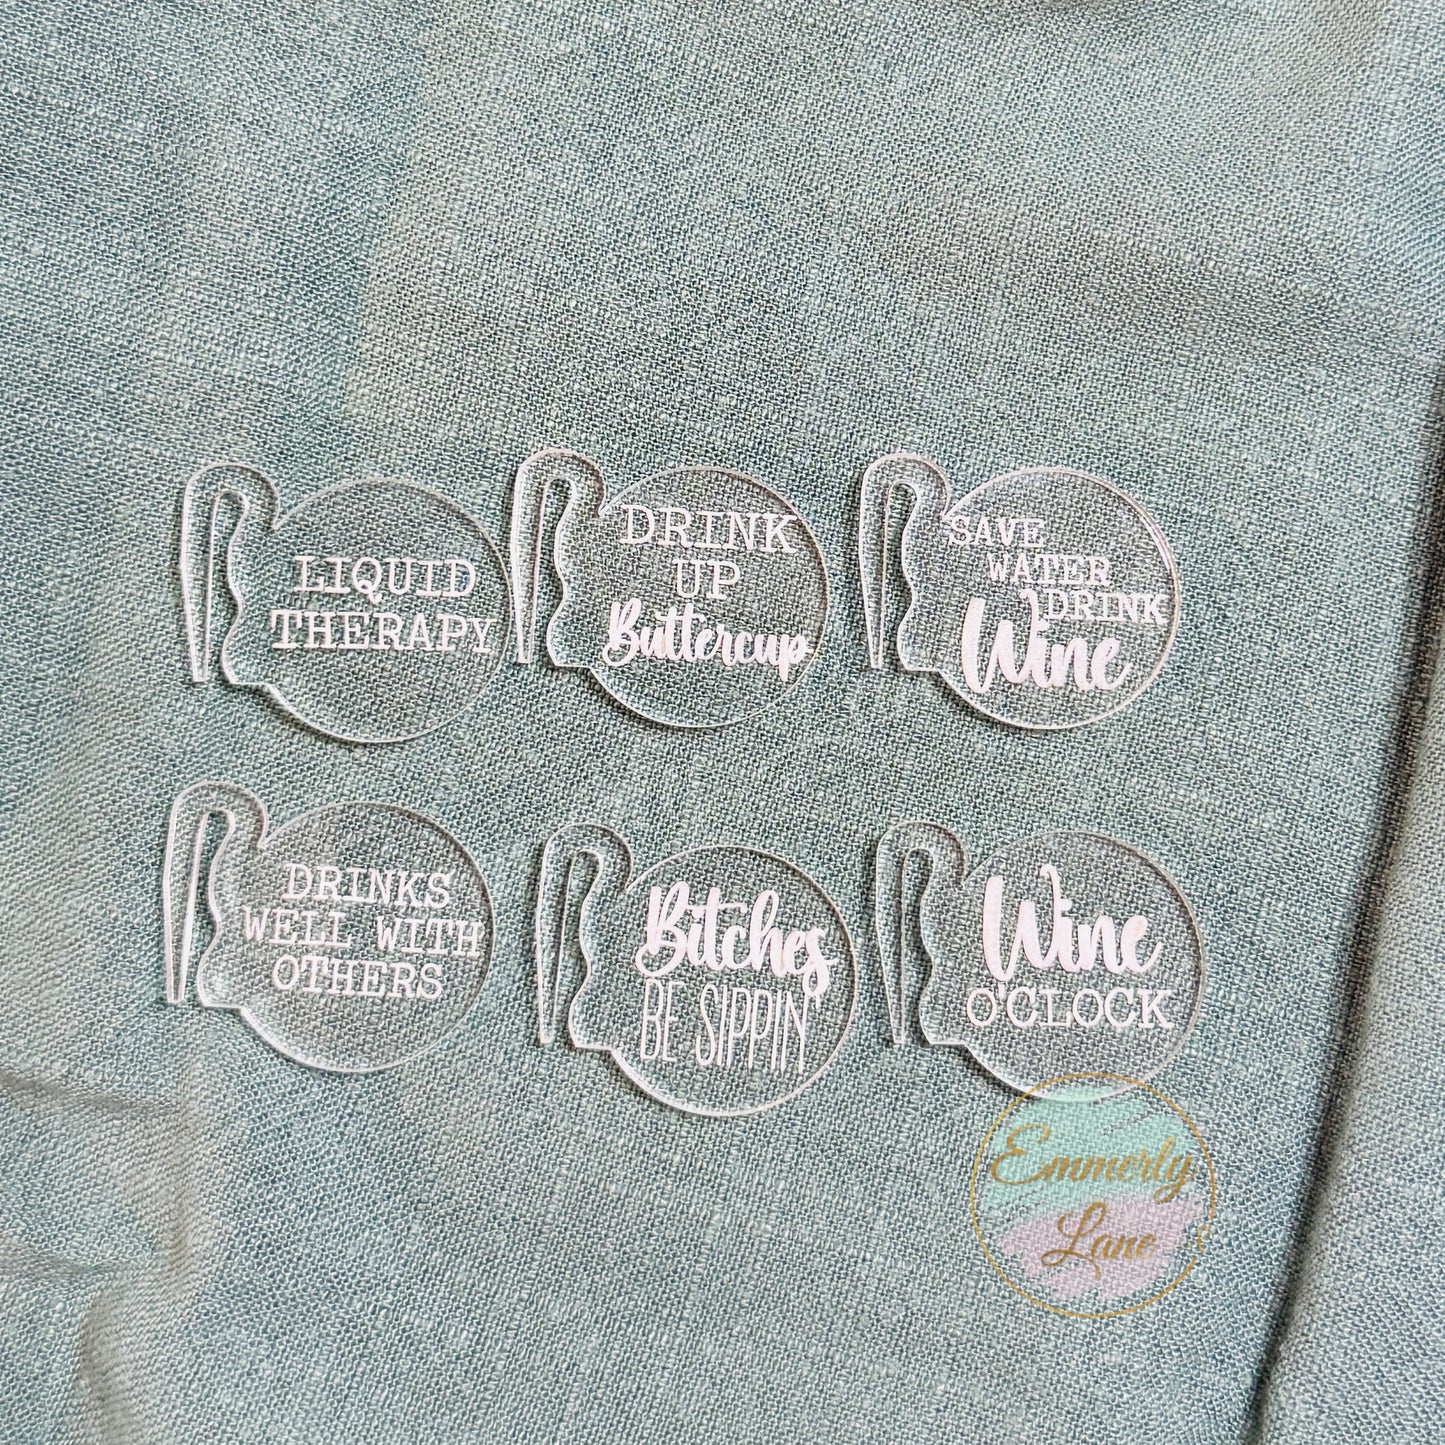 LIQUID
THERAPY
DRINK
UP
Buttercup
SAVE
WATER
DRINK
Wine
DRINKS
WELL WITH
OTHERS
Bitches
BE SIPPIN'
Wine
O'CLOCK
Emmerly
Lane